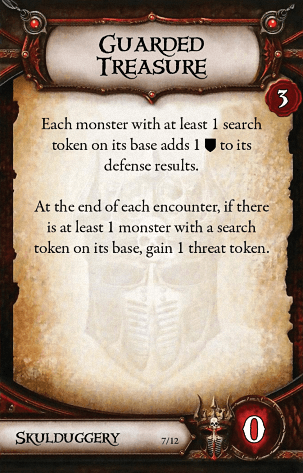 Guarded
Treasure
3
Each monster with at least 1 search
token on its base adds 1 to its
defense results.
At the end of each encounter, if there
is at least 1 monster with a search
token on its base, gain 1 threat token.
Skulduggery
7/12
0